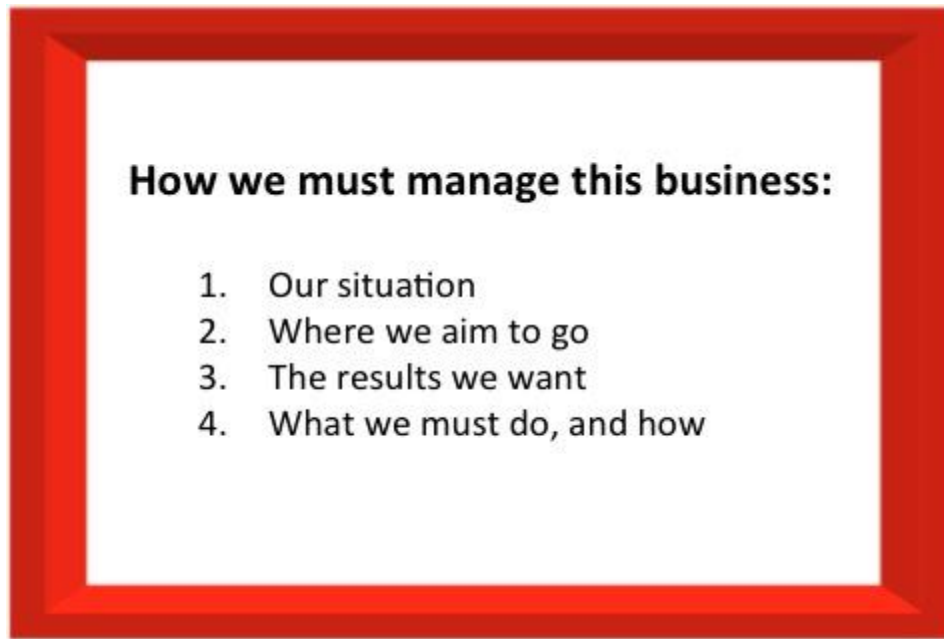 How we must manage this business:
1. Our situation
2. Where we aim to go
3. The results we want
4. What we must do, and how